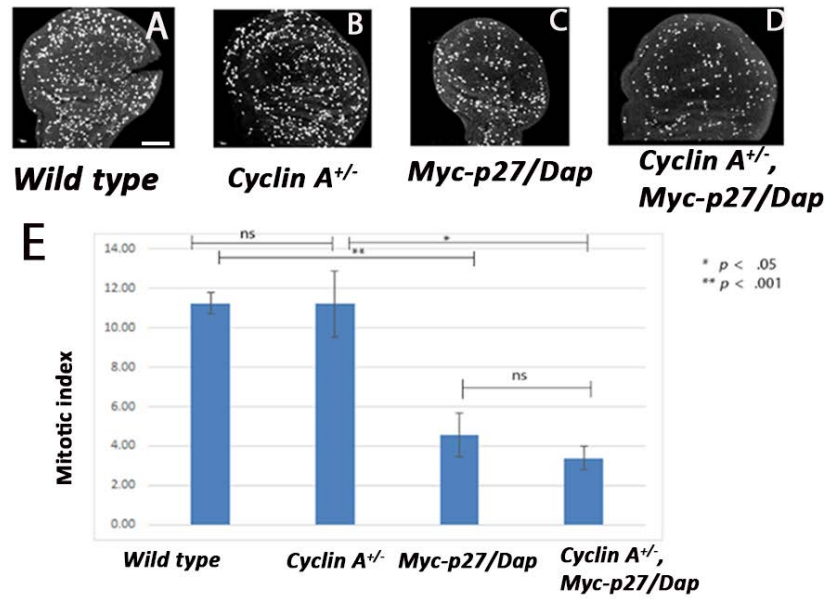 A
B
C
D
Wild type
Cyclin A+/-
Myc-p27/Dap
Cyclin A+/-,
Myc-p27/Dap
E
ns
*
**
ns
* p < .05
** p < .001
14.00
12.00
10.00
8.00
6.00
4.00
2.00
0.00
Mitotic index
Wild type
Cyclin A+/-
Myc-p27/Dap
Cyclin A+/-,
Myc-p27/Dap